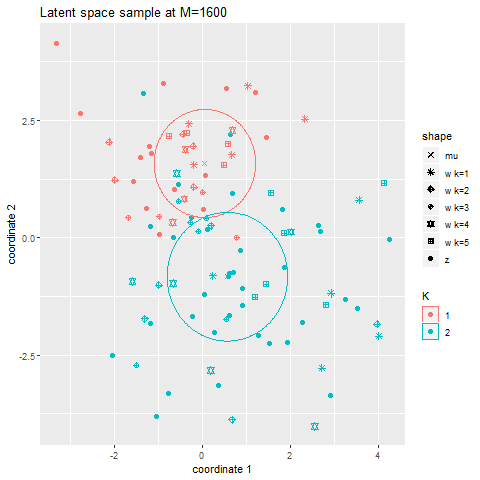 Latent space sample at M=1600
coordinate 2
2.5
0.0
-2.5
-2
0
2
4
coordinate 1
shape
mu
w k=1
w k=2
w k=3
w k=4
w k=5
z
K
1
2